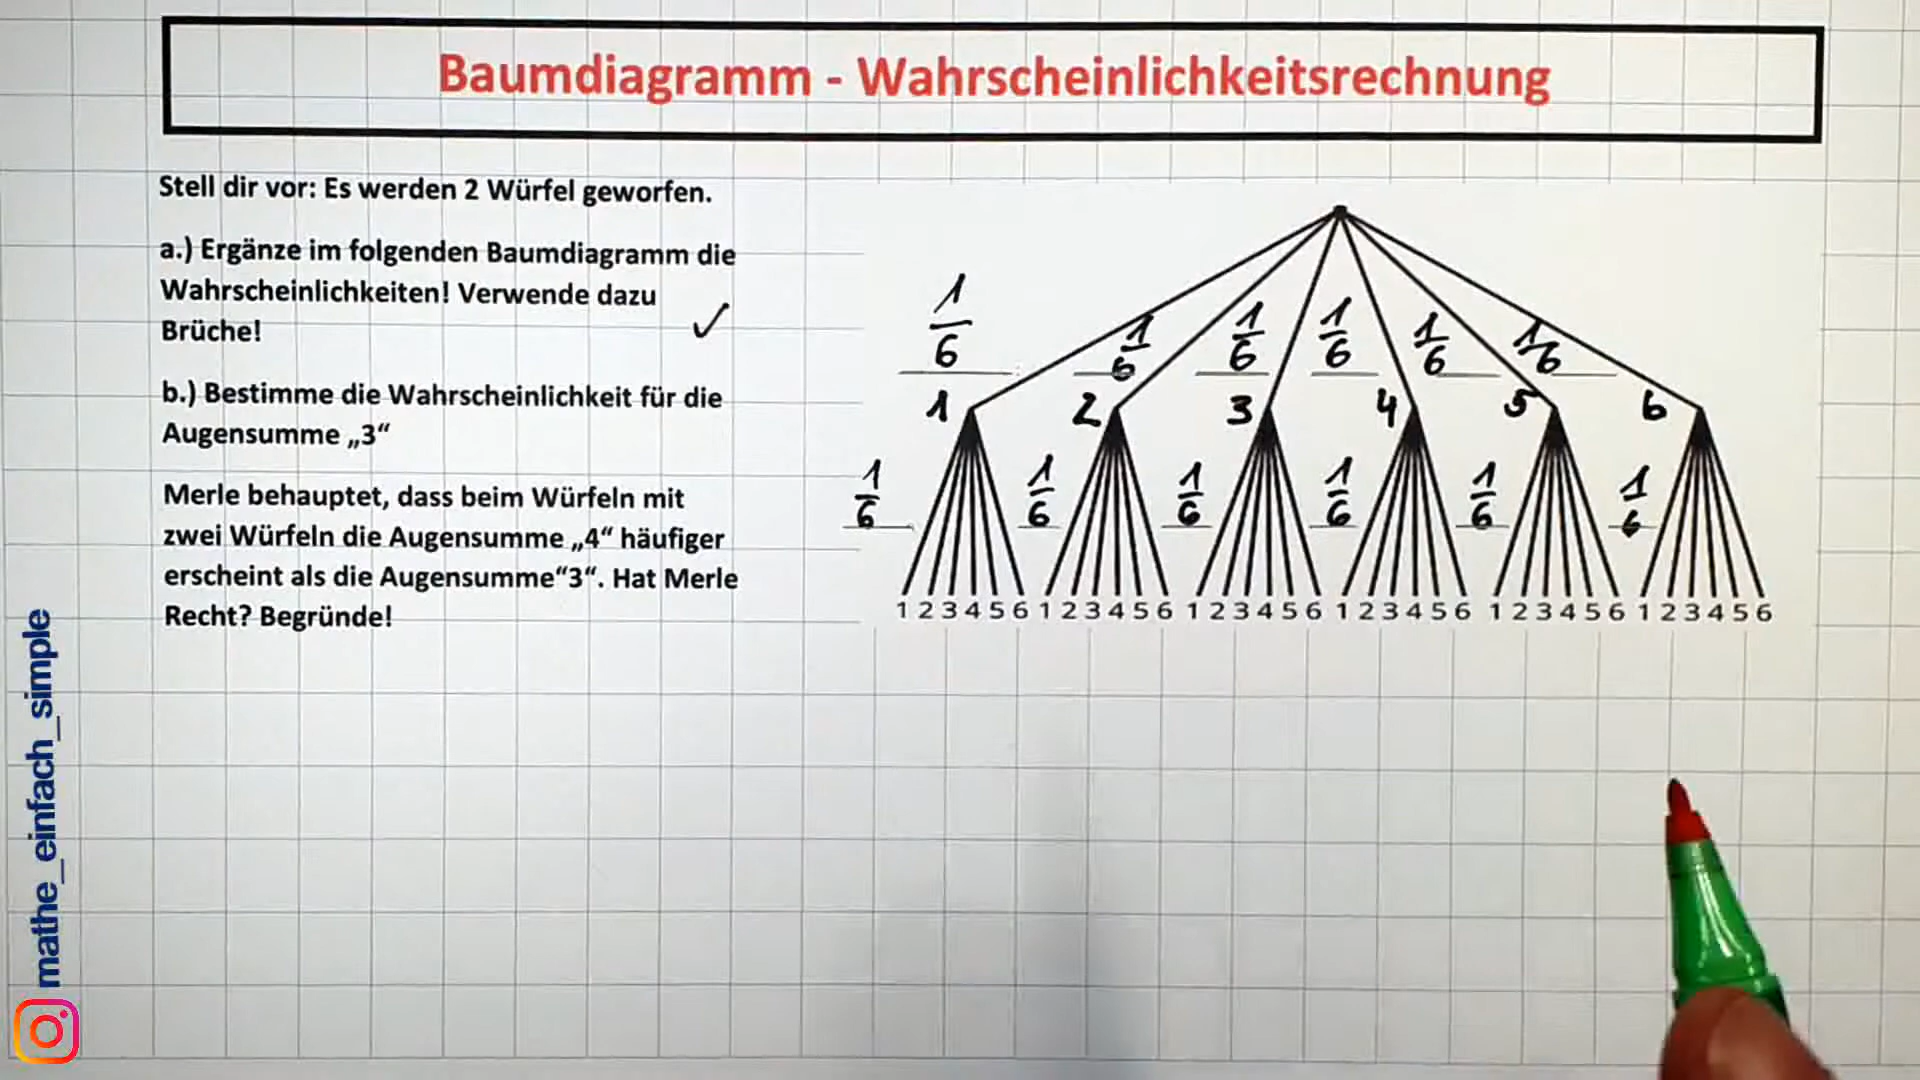 Baumdiagramm - Wahrscheinlichkeitsrechnung
Stell dir vor: Es werden 2 Würfel geworfen.
a.) Ergänze im folgenden Baumdiagramm die
Wahrscheinlichkeiten! Verwende dazu
Brüche!
b.) Bestimme die Wahrscheinlichkeit für die
Augensumme „3“
Merle behauptet, dass beim Würfeln mit
zwei Würfeln die Augensumme „4“ häufiger
erscheint als die Augensumme“3“. Hat Merle
Recht? Begründe!
1/6 1/6 1/6 1/6 1/6 1/6
1 2 3 4 5 6
1/6 1/6 1/6 1/6 1/6 1/6
1 2 3 4 5 6 1 2 3 4 5 6 1 2 3 4 5 6 1 2 3 4 5 6 1 2 3 4 5 6 1 2 3 4 5 6
mathe_einfach_simple